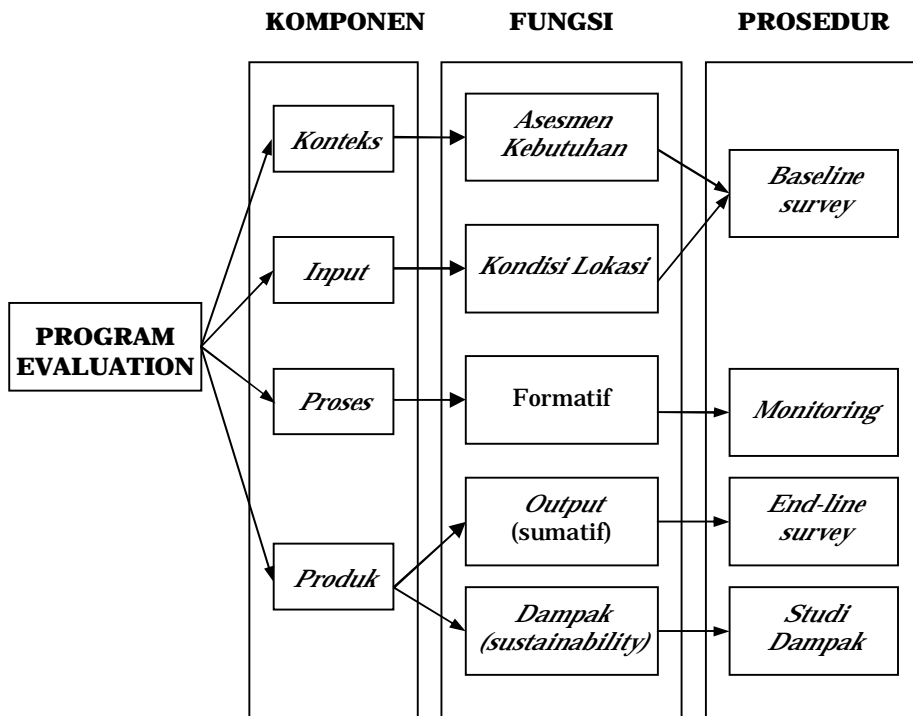 KOMPONEN
FUNGSI
PROSEDUR
Konteks
Asesmen
Kebutuhan
Baseline
survey
Input
Kondisi Lokasi
PROGRAM
EVALUATION
Proses
Formatif
Monitoring
Produk
Output
(sumatif)
End-line
survey
Dampak
(sustainability)
Studi
Dampak